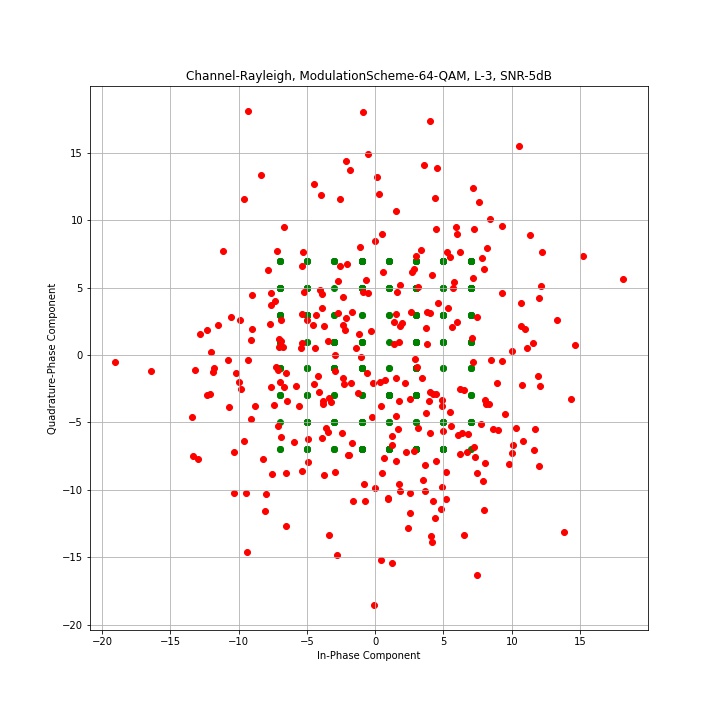 Channel-Rayleigh, ModulationScheme-64-QAM, L-3, SNR-5dB
15
10
5
0
−5
−10
−15
−20
Quadrature-Phase Component
−20 −15 −10 −5 0 5 10 15
In-Phase Component